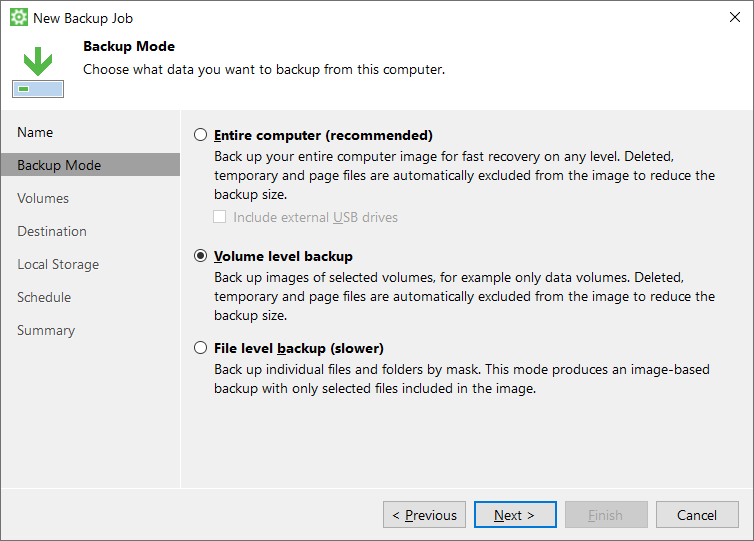 New Backup Job
Backup Mode
Choose what data you want to backup from this computer.
Name
Backup Mode
Volumes
Destination
Local Storage
Schedule
Summary
Entire computer (recommended)
Back up your entire computer image for fast recovery on any level. Deleted,
temporary and page files are automatically excluded from the image to reduce the
backup size.
Include external USB drives
Volume level backup
Back up images of selected volumes, for example only data volumes. Deleted,
temporary and page files are automatically excluded from the image to reduce the
backup size.
File level backup (slower)
Back up individual files and folders by mask. This mode produces an image-based
backup with only selected files included in the image.
< Previous
Next >
Finish
Cancel